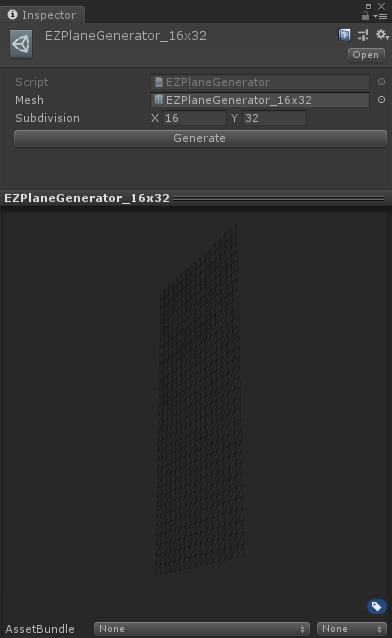 Inspector
EZPlaneGenerator_16x32
Open
Script EZPlaneGenerator
Mesh EZPlaneGenerator_16x32
Subdivision X 16 Y 32
Generate
EZPlaneGenerator_16x32
AssetBundle None None